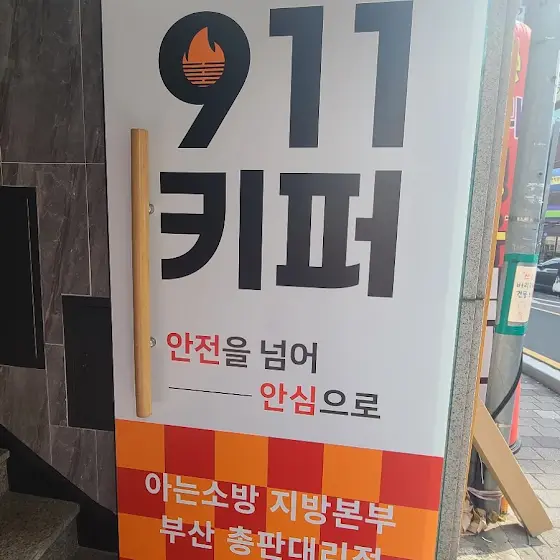 911
키퍼
안전을 넘어
안심으로
아는소방 지방본부
부산 총판대리점